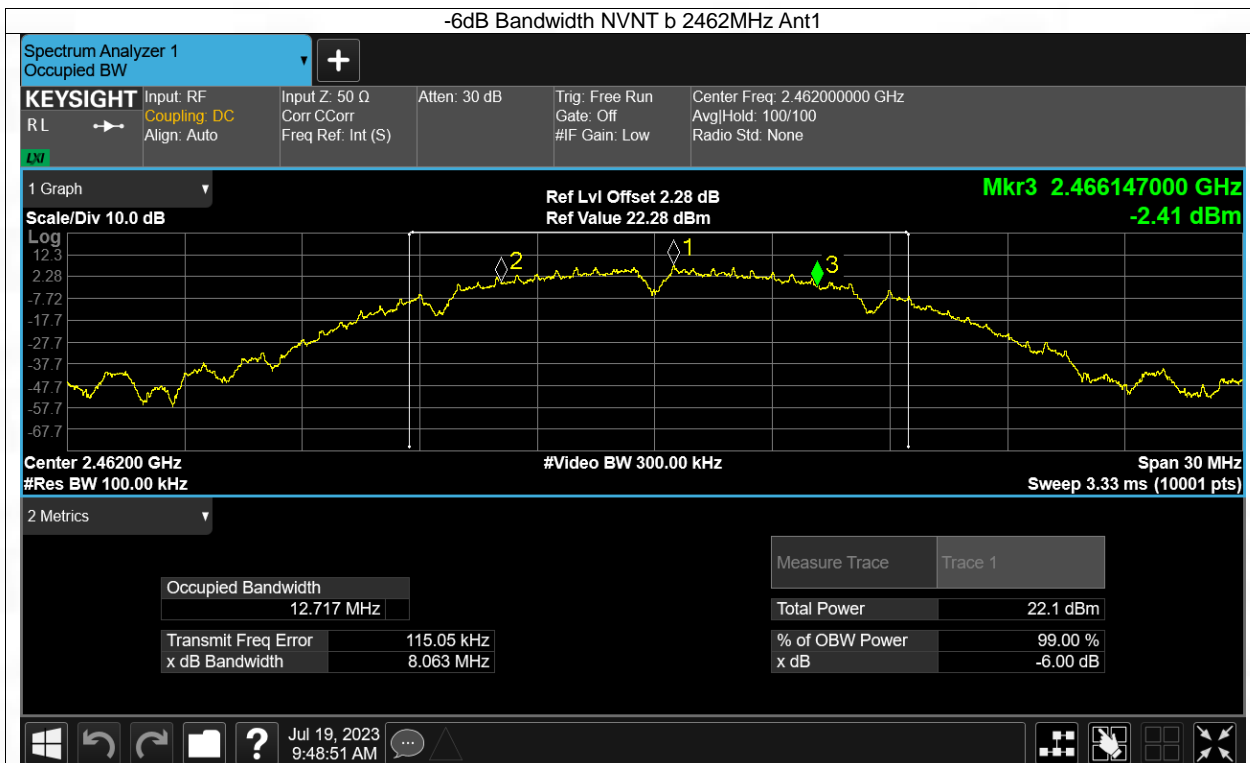 -6dB Bandwidth NVNT b 2462MHz Ant1
Spectrum Analyzer 1
Occupied BW
KEYSIGHT
RL
LXI
Input: RF
Coupling: DC
Align: Auto
Input Z: 50 Ω
Corr CCorr
Freq Ref: Int (S)
Atten: 30 dB
Trig: Free Run
Gate: Off
#IF Gain: Low
Center Freq: 2.462000000 GHz
Avg|Hold: 100/100
Radio Std: None
1 Graph
Scale/Div 10.0 dB
Ref Lvl Offset 2.28 dB
Ref Value 22.28 dBm
Mkr3 2.466147000 GHz
-2.41 dBm
Log
12.3
2.28
-7.72
-17.7
-27.7
-37.7
-47.7
-57.7
-67.7
2
1
3
Center 2.46200 GHz
#Res BW 100.00 kHz
#Video BW 300.00 kHz
Span 30 MHz
Sweep 3.33 ms (10001 pts)
2 Metrics
Occupied Bandwidth
12.717 MHz
Transmit Freq Error 115.05 kHz
x dB Bandwidth 8.063 MHz
Measure Trace Trace 1
Total Power 22.1 dBm
% of OBW Power 99.00 %
x dB -6.00 dB
?
Jul 19, 2023
9:48:51 AM